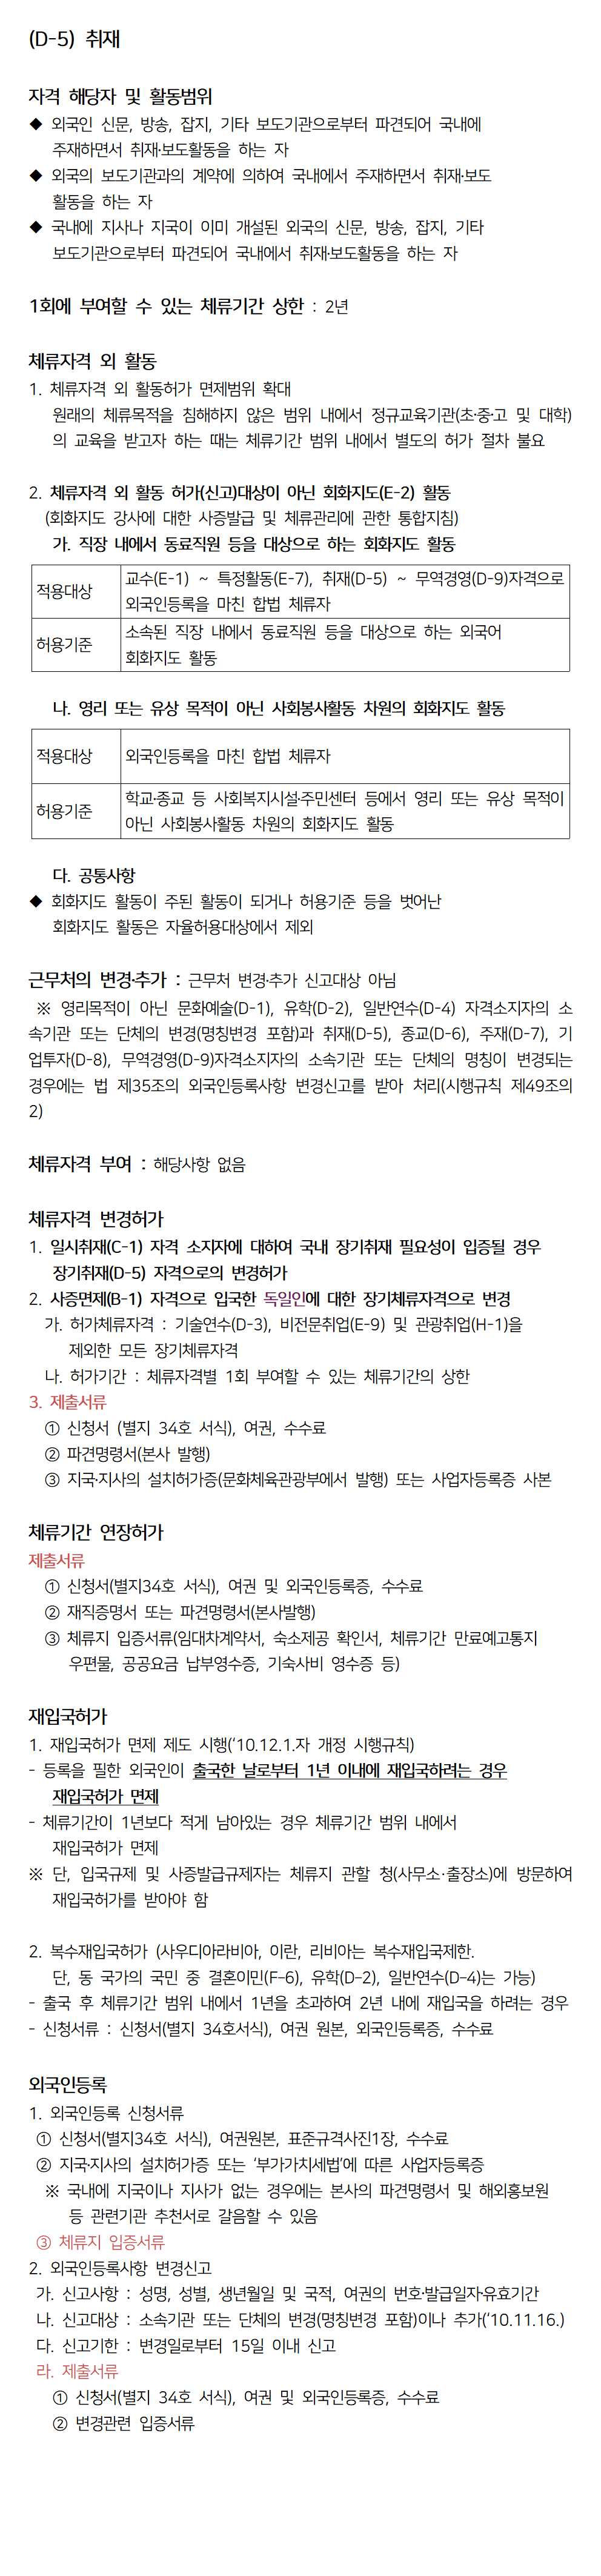 (D-5) 취재
자격 해당자 및 활동범위
◆ 외국인 신문, 방송, 잡지, 기타 보도기관으로부터 파견되어 국내에
주재하면서 취재·보도활동을 하는 자
◆ 외국의 보도기관과의 계약에 의하여 국내에서 주재하면서 취재·보도
활동을 하는 자
◆ 국내에 지사나 지국이 이미 개설된 외국의 신문, 방송, 잡지, 기타
보도기관으로부터 파견되어 국내에서 취재·보도활동을 하는 자
1회에 부여할 수 있는 체류기간 상한 : 2년
체류자격 외 활동
1. 체류자격 외 활동허가 면제범위 확대
원래의 체류목적을 침해하지 않은 범위 내에서 정규교육기관(초·중·고 및 대학)
의 교육을 받고자 하는 때는 체류기간 범위 내에서 별도의 허가 절차 불요
2. 체류자격 외 활동 허가(신고)대상이 아닌 회화지도(E-2) 활동
(회화지도 강사에 대한 사증발급 및 체류관리에 관한 통합지침)
가. 직장 내에서 동료직원 등을 대상으로 하는 회화지도 활동
적용대상
교수(E-1) ~ 특정활동(E-7), 취재(D-5) ~ 무역경영(D-9)자격으로
외국인등록을 마친 합법 체류자
허용기준
소속된 직장 내에서 동료직원 등을 대상으로 하는 외국어
회화지도 활동
나. 영리 또는 유상 목적이 아닌 사회봉사활동 차원의 회화지도 활동
적용대상
외국인등록을 마친 합법 체류자
허용기준
학교·종교 등 사회복지시설·주민센터 등에서 영리 또는 유상 목적이
아닌 사회봉사활동 차원의 회화지도 활동
다. 공통사항
◆ 회화지도 활동이 주된 활동이 되거나 허용기준 등을 벗어난
회화지도 활동은 자율허용대상에서 제외
근무처의 변경·추가 : 근무처 변경·추가 신고대상 아님
※ 영리목적이 아닌 문화예술(D-1), 유학(D-2), 일반연수(D-4) 자격소지자의 소
속기관 또는 단체의 변경(명칭변경 포함)과 취재(D-5), 종교(D-6), 주재(D-7), 기
업투자(D-8), 무역경영(D-9)자격소지자의 소속기관 또는 단체의 명칭이 변경되는
경우에는 법 제35조의 외국인등록사항 변경신고를 받아 처리(시행규칙 제49조의
2)
체류자격 부여 : 해당사항 없음
체류자격 변경허가
1. 일시취재(C-1) 자격 소지자에 대하여 국내 장기취재 필요성이 입증될 경우
장기취재(D-5) 자격으로의 변경허가
2. 사증면제(B-1) 자격으로 입국한 독일인에 대한 장기체류자격으로 변경
가. 허가체류자격 : 기술연수(D-3), 비전문취업(E-9) 및 관광취업(H-1)을
제외한 모든 장기체류자격
나. 허가기간 : 체류자격별 1회 부여할 수 있는 체류기간의 상한
3. 제출서류
① 신청서 (별지 34호 서식), 여권, 수수료
② 파견명령서(본사 발행)
③ 지국·지사의 설치허가증(문화체육관광부에서 발행) 또는 사업자등록증 사본
체류기간 연장허가
제출서류
① 신청서(별지34호 서식), 여권 및 외국인등록증, 수수료
② 재직증명서 또는 파견명령서(본사발행)
③ 체류지 입증서류(임대차계약서, 숙소제공 확인서, 체류기간 만료예고통지
우편물, 공공요금 납부영수증, 기숙사비 영수증 등)
재입국허가
1. 재입국허가 면제 제도 시행('10.12.1.자 개정 시행규칙)
- 등록을 필한 외국인이 출국한 날로부터 1년 이내에 재입국하려는 경우
재입국허가 면제
- 체류기간이 1년보다 적게 남아있는 경우 체류기간 범위 내에서
재입국허가 면제
※ 단, 입국규제 및 사증발급규제자는 체류지 관할 청(사무소·출장소)에 방문하여
재입국허가를 받아야 함
2. 복수재입국허가 (사우디아라비아, 이란, 리비아는 복수재입국제한.
단, 동 국가의 국민 중 결혼이민(F-6), 유학(D-2), 일반연수(D-4)는 가능)
- 출국 후 체류기간 범위 내에서 1년을 초과하여 2년 내에 재입국을 하려는 경우
- 신청서류 : 신청서(별지 34호서식), 여권 원본, 외국인등록증, 수수료
외국인등록
1. 외국인등록 신청서류
① 신청서(별지34호 서식), 여권원본, 표준규격사진1장, 수수료
② 지국·지사의 설치허가증 또는 '부가가치세법'에 따른 사업자등록증
※ 국내에 지국이나 지사가 없는 경우에는 본사의 파견명령서 및 해외홍보원
등 관련기관 추천서로 갈음할 수 있음
③ 체류지 입증서류
2. 외국인등록사항 변경신고
가. 신고사항 : 성명, 성별, 생년월일 및 국적, 여권의 번호·발급일자·유효기간
나. 신고대상 : 소속기관 또는 단체의 변경(명칭변경 포함)이나 추가('10.11.16.)
다. 신고기한 : 변경일로부터 15일 이내 신고
라. 제출서류
① 신청서(별지 34호 서식), 여권 및 외국인등록증, 수수료
② 변경관련 입증서류